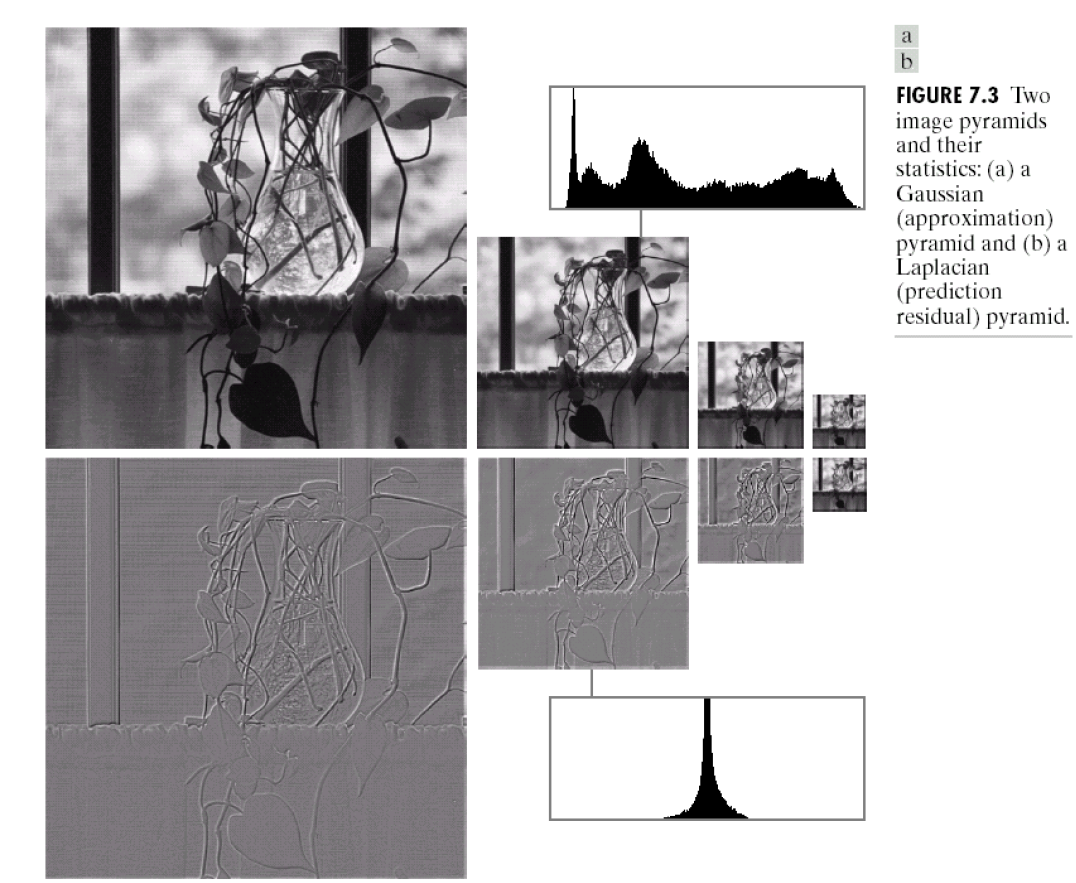 a
b
FIGURE 7.3 Two
image pyramids
and their
statistics: (a) a
Gaussian
(approximation)
pyramid and (b) a
Laplacian
(prediction
residual) pyramid.